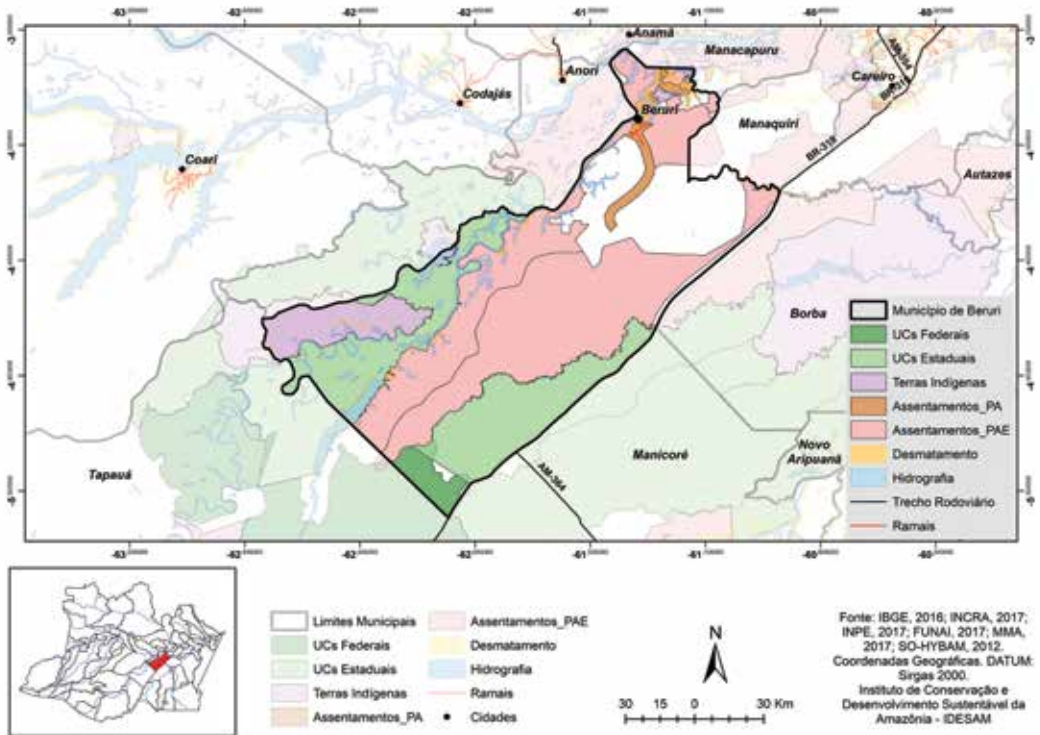 Anamã
Manacapuru
Anori
Codajás
Careiro
AM-354
BR-319
Beruri
Manaquiri
BR-319
Coari
Autazes
Borba
Tapauá
Manicoré
AM-364
Novo
Aripuanã
Município de Beruri
UCs Federais
UCs Estaduais
Terras Indígenas
Assentamentos_PA
Assentamentos_PAE
Desmatamento
Hidrografia
Trecho Rodoviário
Ramais
Limites Municipais
UCs Federais
UCs Estaduais
Terras Indígenas
Assentamentos_PA
Assentamentos_PAE
Desmatamento
Hidrografia
Ramais
Cidades
N
30 15 0 30 Km
Fonte: IBGE, 2016; INCRA, 2017;
INPE, 2017; FUNAI, 2017; MMA,
2017; SO-HYBAM, 2012.
Coordenadas Geográficas. DATUM:
Sirgas 2000.
Instituto de Conservação e
Desenvolvimento Sustentável da
Amazônia - IDESAM